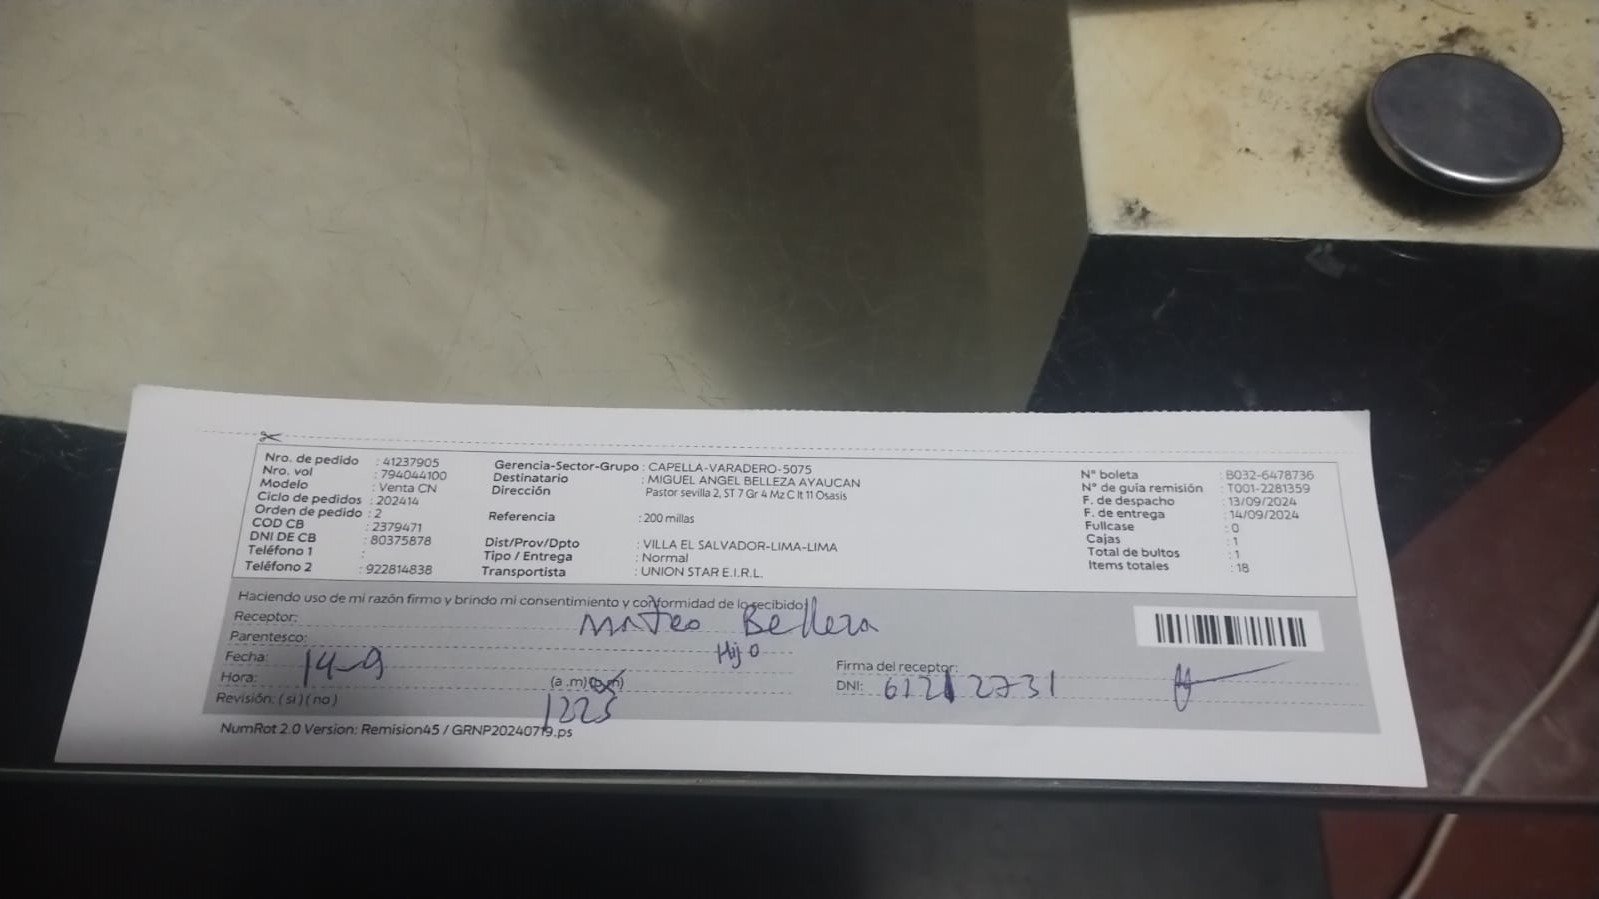 Nro. de pedido : 41237905
Nro. vol : 794044100
Modelo : Venta CN
Ciclo de pedidos : 202414
Orden de pedido : 2
COD CB : 2379471
DNI DE CB : 80375878
Teléfono 1 :
Teléfono 2 : 922814838
Gerencia-Sector-Grupo : CAPELLA-VARADERO-5075
Destinatario : MIGUEL ANGEL BELLEZA AYAUCAN
Dirección Pastor sevilla 2, ST 7 Gr 4 Mz C lt 11 Osasis
Referencia : 200 millas
Dist/Prov/Dpto : VILLA EL SALVADOR-LIMA-LIMA
Tipo / Entrega : Normal
Transportista : UNION STAR E.I.R.L.
N° boleta : B032-6478736
N° de guía remisión : T001-2281359
F. de despacho : 13/09/2024
F. de entrega : 14/09/2024
Fullcase : 0
Cajas : 1
Total de bultos : 1
Items totales : 18
Haciendo uso de mi razón firmo y brindo mi consentimiento y conformidad de lo recibido
Receptor: Mateo Belleza
Parentesco: Hijo
Fecha: 14-9
Hora: (a .m)(p.m)
1225
Revisión: ( si ) ( no )
Firma del receptor:
DNI: 61212731
NumRot 2.0 Version: Remision45 / GRNP20240719.ps